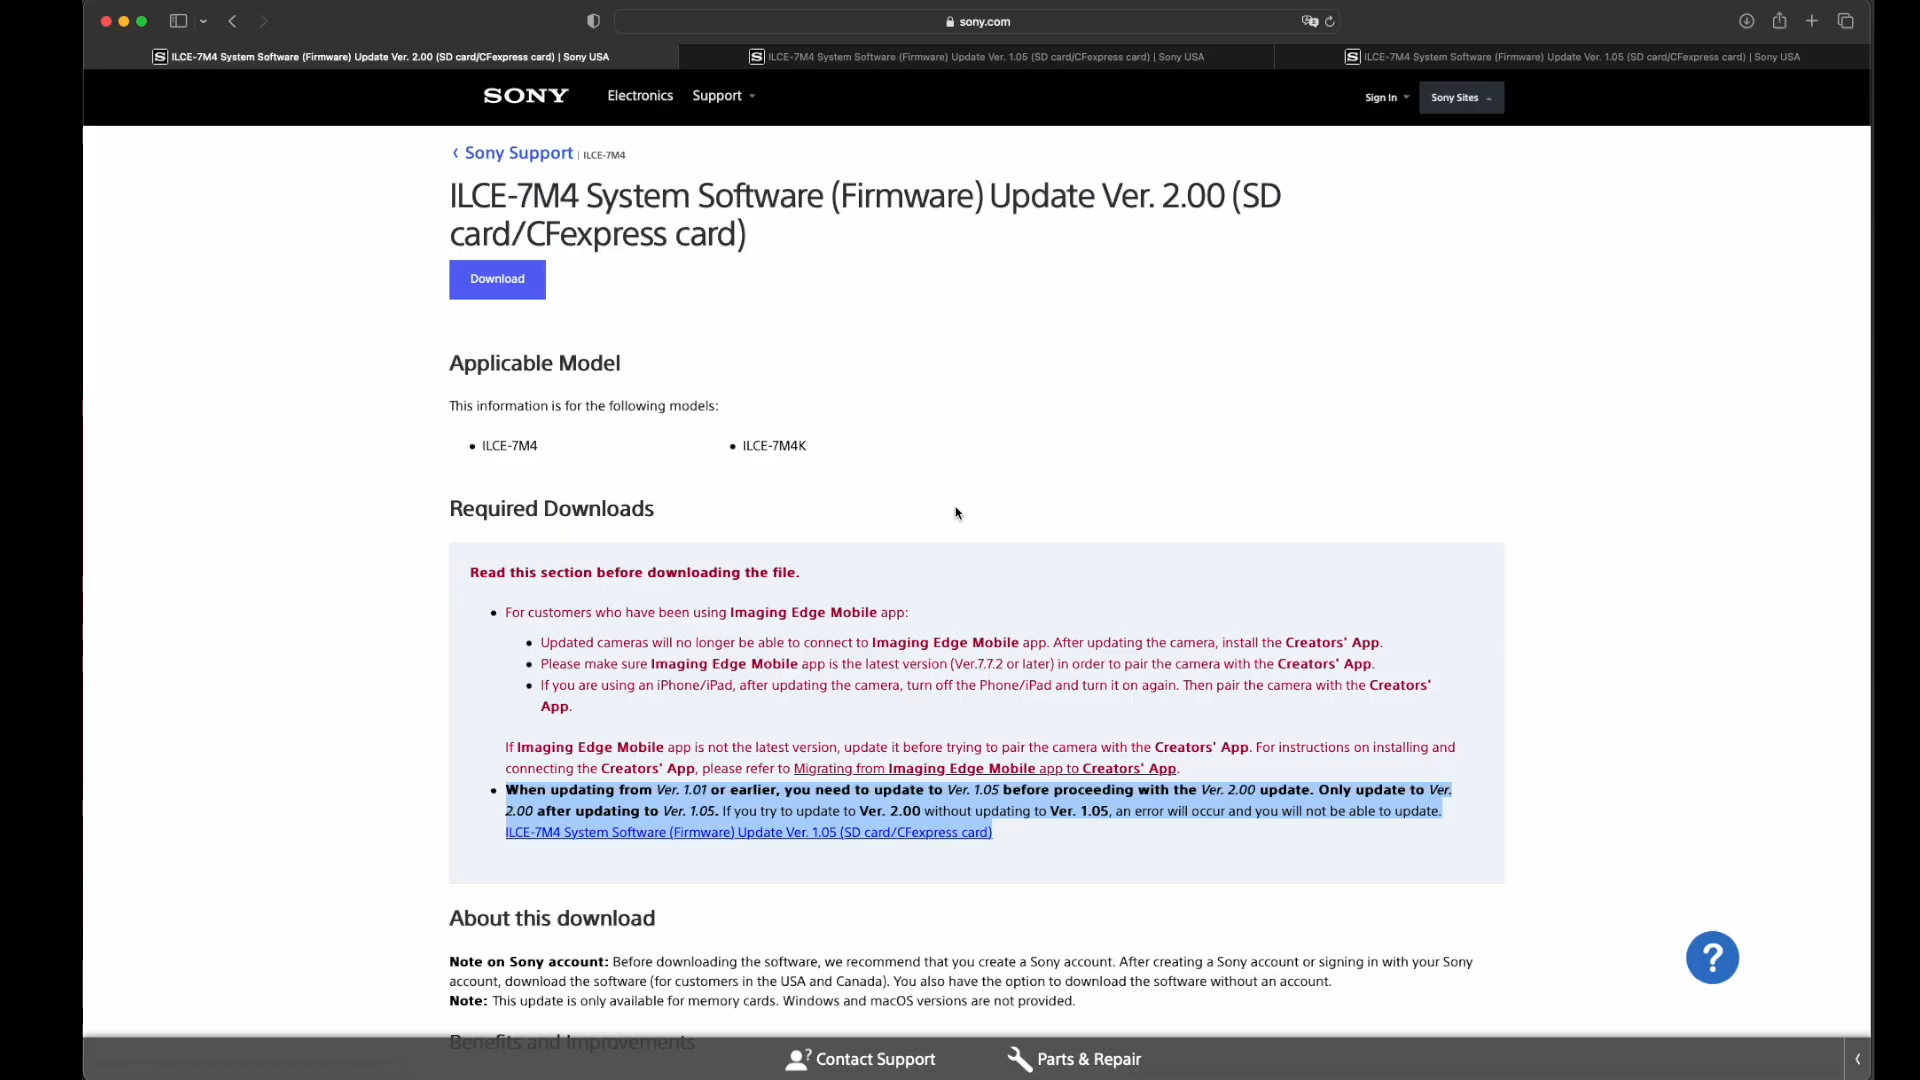 sony.com
ILCE-7M4 System Software (Firmware) Update Ver. 2.00 (SD card/CFexpress card) | Sony USA
ILCE-7M4 System Software (Firmware) Update Ver. 1.05 (SD card/CFexpress card) | Sony USA
ILCE-7M4 System Software (Firmware) Update Ver. 1.05 (SD card/CFexpress card) | Sony USA
SONY
Electronics
Support
Sign In
Sony Sites
Sony Support | ILCE-7M4
ILCE-7M4 System Software (Firmware) Update Ver. 2.00 (SD
card/CFexpress card)
Download
Applicable Model
This information is for the following models:
• ILCE-7M4
• ILCE-7M4K
Required Downloads
Read this section before downloading the file.
• For customers who have been using Imaging Edge Mobile app:
• Updated cameras will no longer be able to connect to Imaging Edge Mobile app. After updating the camera, install the Creators' App.
• Please make sure Imaging Edge Mobile app is the latest version (Ver.7.7.2 or later) in order to pair the camera with the Creators' App.
• If you are using an iPhone/iPad, after updating the camera, turn off the Phone/iPad and turn it on again. Then pair the camera with the Creators'
App.
If Imaging Edge Mobile app is not the latest version, update it before trying to pair the camera with the Creators' App. For instructions on installing and
connecting the Creators' App, please refer to Migrating from Imaging Edge Mobile app to Creators' App.
• When updating from Ver. 1.01 or earlier, you need to update to Ver. 1.05 before proceeding with the Ver. 2.00 update. Only update to Ver.
2.00 after updating to Ver. 1.05. If you try to update to Ver. 2.00 without updating to Ver. 1.05, an error will occur and you will not be able to update.
ILCE-7M4 System Software (Firmware) Update Ver. 1.05 (SD card/CFexpress card)
About this download
Note on Sony account: Before downloading the software, we recommend that you create a Sony account. After creating a Sony account or signing in with your Sony
account, download the software (for customers in the USA and Canada). You also have the option to download the software without an account.
Note: This update is only available for memory cards. Windows and macOS versions are not provided.
Benefits and Improvements
Contact Support
Parts & Repair
?